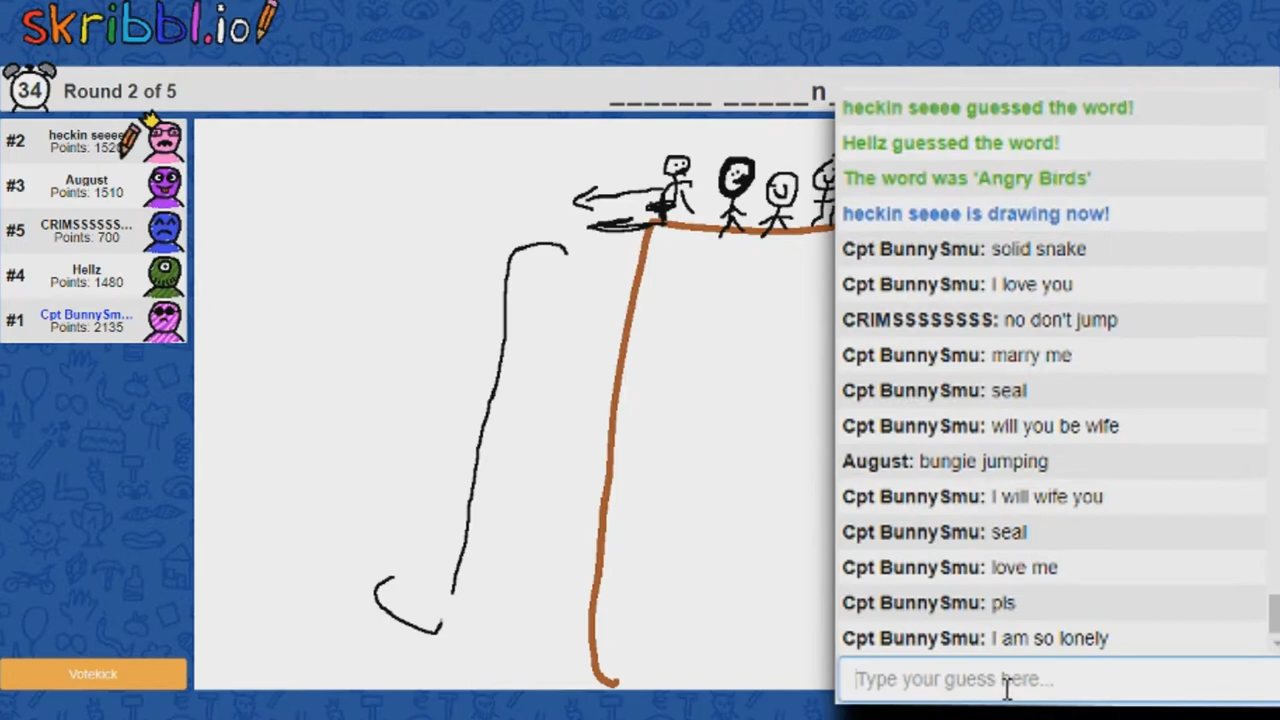 skribbl.io
34
Round 2 of 5
______ _____n_
#2
heckin seeee
Points: 1520
#3
August
Points: 1510
#5
CRIMSSSSSS...
Points: 700
#4
Hellz
Points: 1480
#1
Cpt BunnySm...
Points: 2135
Votekick
heckin seeee guessed the word!
Hellz guessed the word!
The word was 'Angry Birds'
heckin seeee is drawing now!
Cpt BunnySmu: solid snake
Cpt BunnySmu: I love you
CRIMSSSSSSSS: no don't jump
Cpt BunnySmu: marry me
Cpt BunnySmu: seal
Cpt BunnySmu: will you be wife
August: bungie jumping
Cpt BunnySmu: I will wife you
Cpt BunnySmu: seal
Cpt BunnySmu: love me
Cpt BunnySmu: pls
Cpt BunnySmu: I am so lonely
Type your guess here...